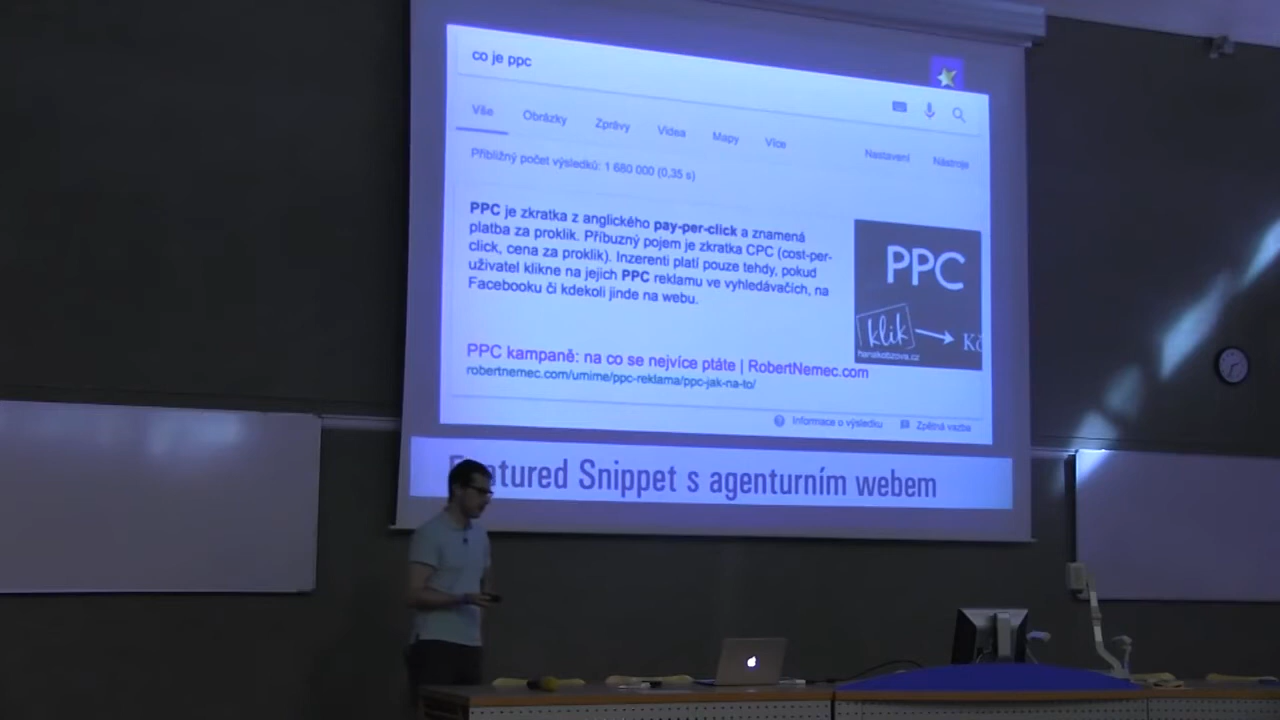 co je ppc
Vše Obrázky Zprávy Videa Mapy Více Nastavení Nástroje
Přibližný počet výsledků: 1 680 000 (0,35 s)
PPC je zkratka z anglického pay-per-click a znamená
platba za proklik. Příbuzný pojem je zkratka CPC (cost-per-
click, cena za proklik). Inzerenti platí pouze tehdy, pokud
uživatel klikne na jejich PPC reklamu ve vyhledávačích, na
Facebooku či kdekoli jinde na webu.
PPC
klik
Kč
hanakobzova.cz
PPC kampaně: na co se nejvíce ptáte | RobertNemec.com
robertnemec.com/umime/ppc-reklama/ppc-jak-na-to/
Informace o výsledku Zpětná vazba
Featured Snippet s agenturním webem